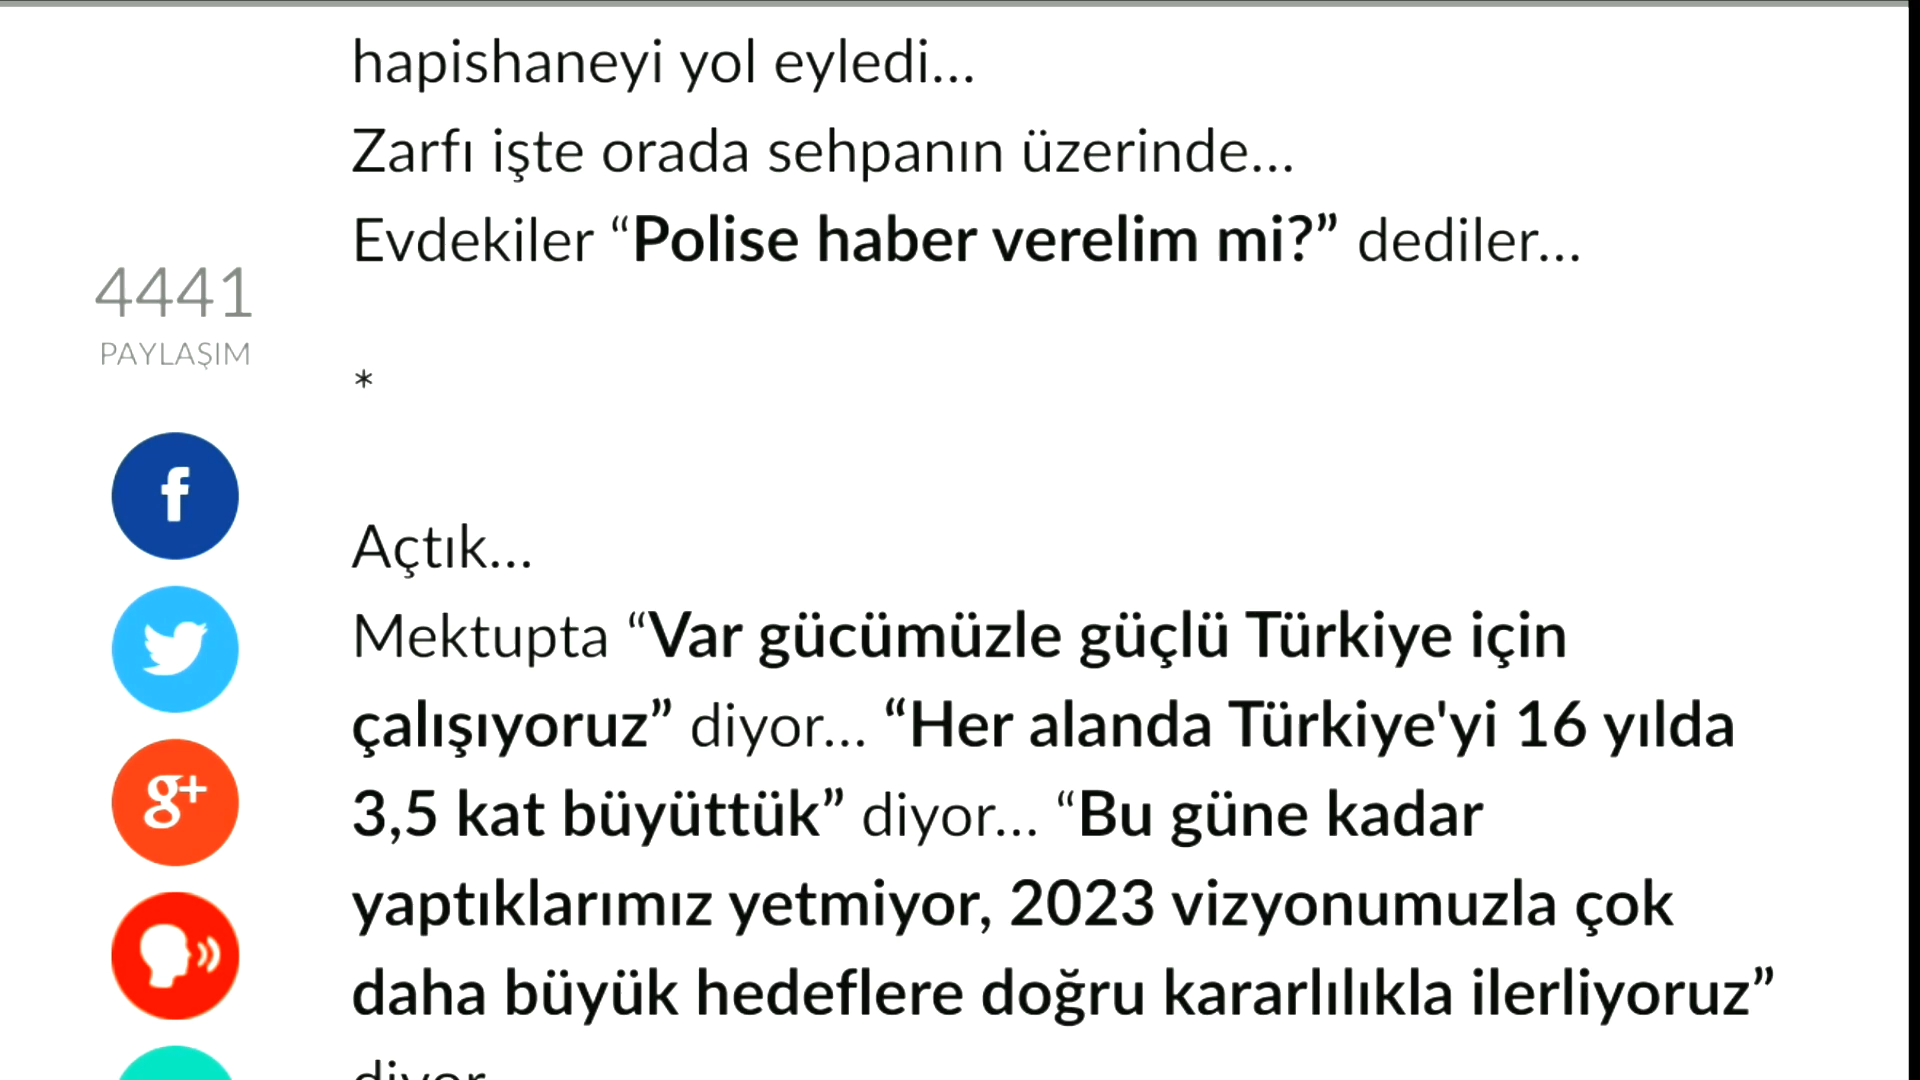 hapishaneyi yol eyledi...
Zarfı işte orada sehpanın üzerinde...
Evdekiler “Polise haber verelim mi?” dediler...
4441
PAYLAŞIM
*
Açtık...
Mektupta “Var gücümüzle güçlü Türkiye için
çalışıyoruz” diyor... “Her alanda Türkiye'yi 16 yılda
3,5 kat büyüttük” diyor... “Bu güne kadar
yaptıklarımız yetmiyor, 2023 vizyonumuzla çok
daha büyük hedeflere doğru kararlılıkla ilerliyoruz”
diyor